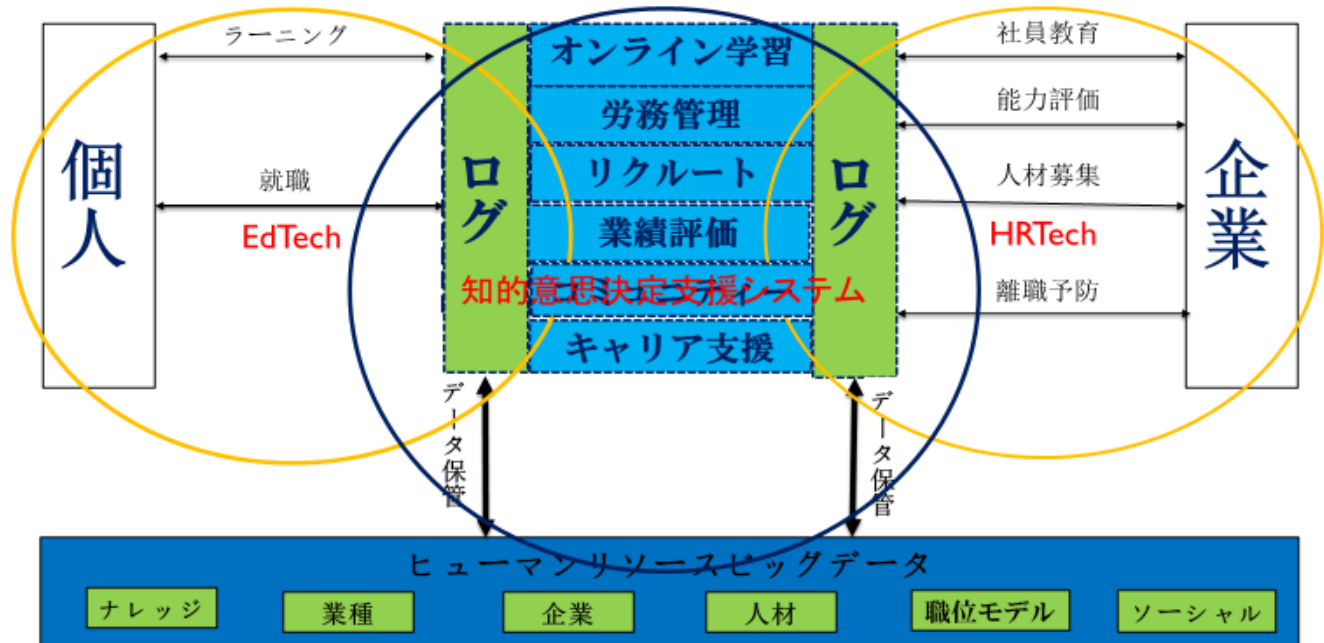 個人
ラーニング
就職
EdTech
ログ
オンライン学習
労務管理
リクルート
業績評価
知的意思決定支援システム
キャリア支援
ログ
社員教育
能力評価
人材募集
HRTech
離職予防
企業
データ保管
データ保管
ヒューマンリソースビッグデータ
ナレッジ
業種
企業
人材
職位モデル
ソーシャル